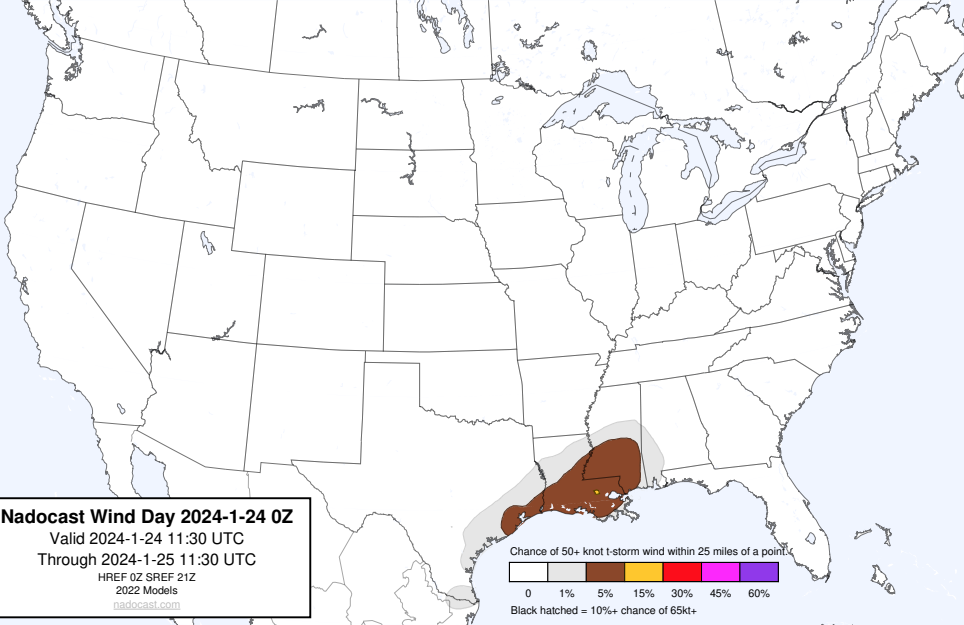 Nadocast Wind Day 2024-1-24 0Z
Valid 2024-1-24 11:30 UTC
Through 2024-1-25 11:30 UTC
HREF 0Z SREF 21Z
2022 Models
nadocast.com
Chance of 50+ knot t-storm wind within 25 miles of a point.
0 1% 5% 15% 30% 45% 60%
Black hatched = 10%+ chance of 65kt+